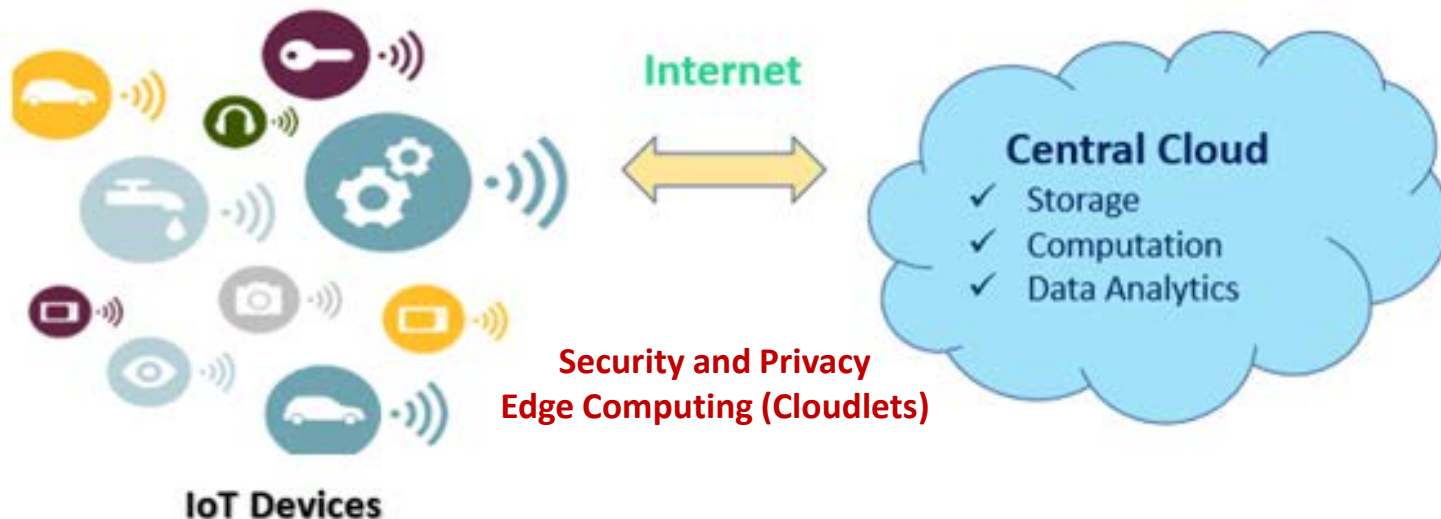 Internet
Central Cloud
✓ Storage
✓ Computation
✓ Data Analytics
Security and Privacy
Edge Computing (Cloudlets)
IoT Devices